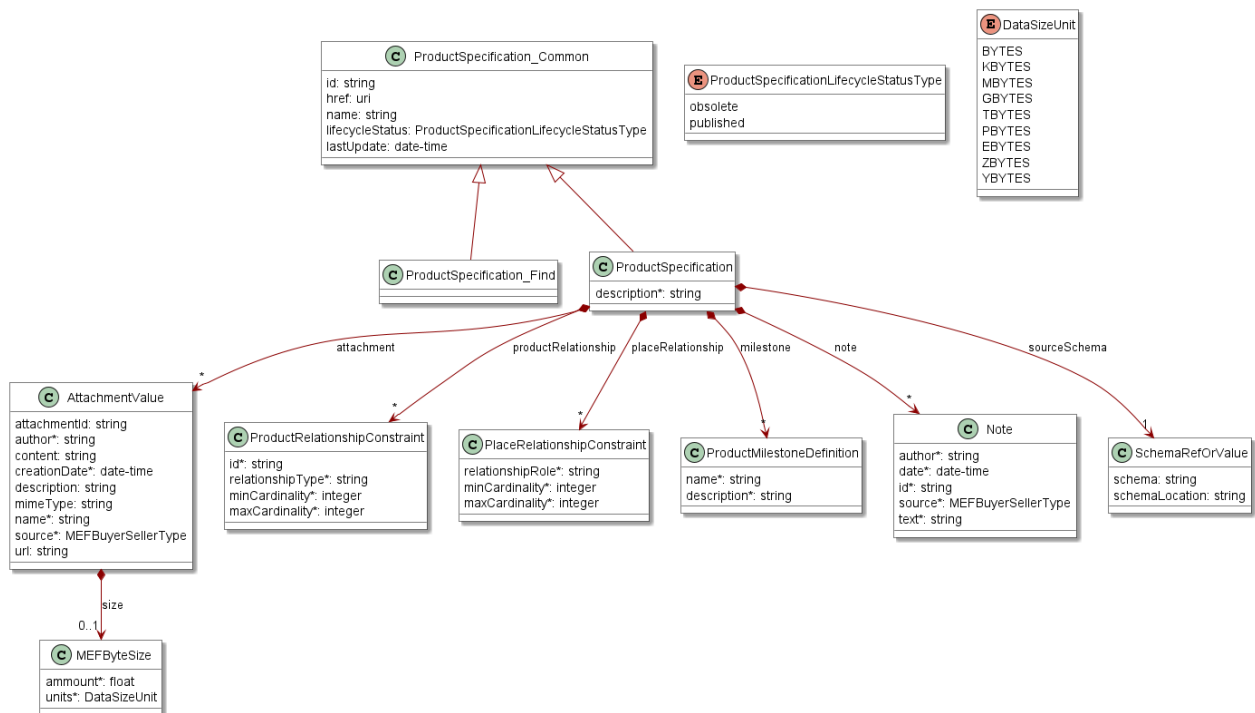 C ProductSpecification_Common
id: string
href: uri
name: string
lifecycleStatus: ProductSpecificationLifecycleStatusType
lastUpdate: date-time
E ProductSpecificationLifecycleStatusType
obsolete
published
E DataSizeUnit
BYTES
KBYTES
MBYTES
GBYTES
TBYTES
PBYTES
EBYTES
ZBYTES
YBYTES
C ProductSpecification_Find
C ProductSpecification
description*: string
attachment
productRelationship
placeRelationship
milestone
note
sourceSchema
*
*
*
*
*
1
C AttachmentValue
attachmentId: string
author*: string
content: string
creationDate*: date-time
description: string
mimeType: string
name*: string
source*: MEFBuyerSellerType
url: string
C ProductRelationshipConstraint
id*: string
relationshipType*: string
minCardinality*: integer
maxCardinality*: integer
C PlaceRelationshipConstraint
relationshipRole*: string
minCardinality*: integer
maxCardinality*: integer
C ProductMilestoneDefinition
name*: string
description*: string
C Note
author*: string
date*: date-time
id*: string
source*: MEFBuyerSellerType
text*: string
C SchemaRefOrValue
schema: string
schemaLocation: string
size
0..1
C MEFByteSize
ammount*: float
units*: DataSizeUnit